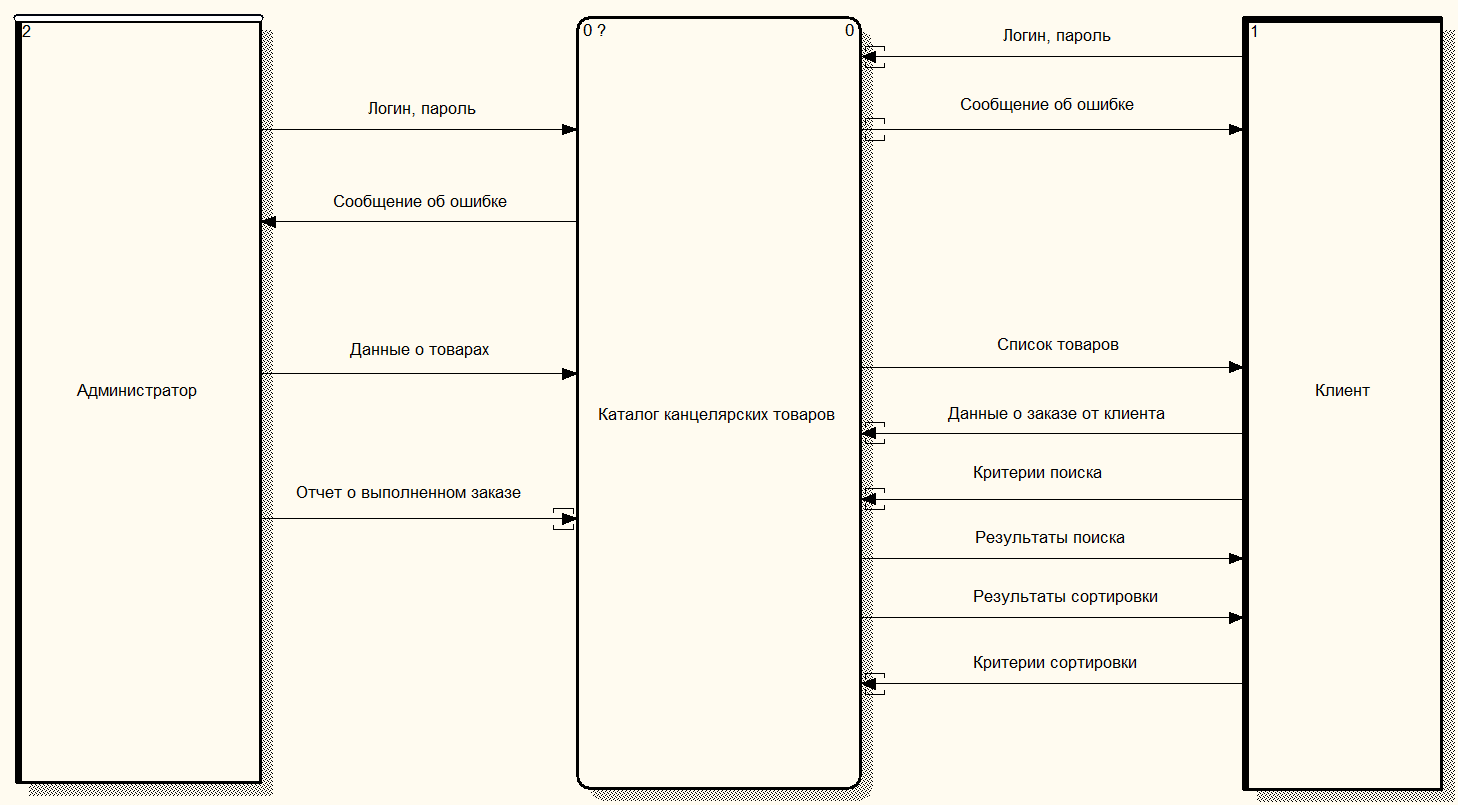 2
0 ?
0
1
Логин, пароль
Сообщение об ошибке
Логин, пароль
Сообщение об ошибке
Данные о товарах
Администратор
Отчет о выполненном заказе
Каталог канцелярских товаров
Список товаров
Данные о заказе от клиента
Критерии поиска
Результаты поиска
Результаты сортировки
Критерии сортировки
Клиент